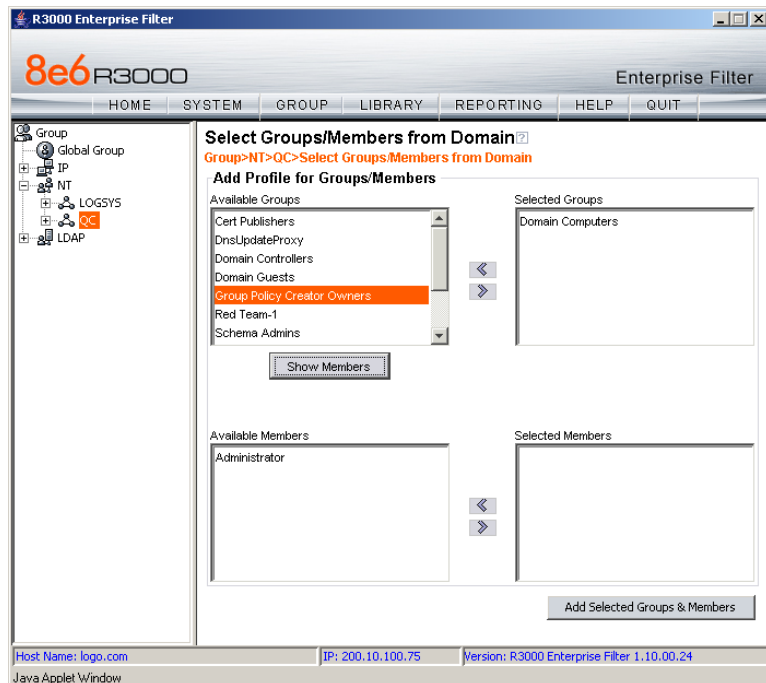 R3000 Enterprise Filter
8e6 R3000
Enterprise Filter
HOME SYSTEM GROUP LIBRARY REPORTING HELP QUIT
Group
Global Group
IP
NT
LOGSYS
QC
LDAP
Select Groups/Members from Domain?
Group>NT>QC>Select Groups/Members from Domain
Add Profile for Groups/Members
Available Groups
Cert Publishers
DnsUpdateProxy
Domain Controllers
Domain Guests
Group Policy Creator Owners
Red Team-1
Schema Admins
Show Members
Selected Groups
Domain Computers
Available Members
Administrator
Selected Members
Add Selected Groups & Members
Host Name: logo.com
IP: 200.10.100.75
Version: R3000 Enterprise Filter 1.10.00.24
Java Applet Window